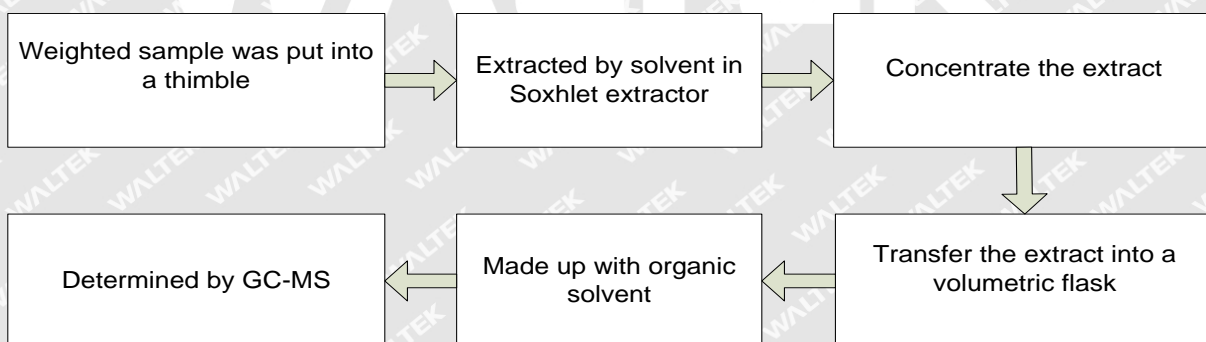 Weighted sample was put into
a thimble
Extracted by solvent in
Soxhlet extractor
Concentrate the extract
Transfer the extract into a
volumetric flask
Made up with organic
solvent
Determined by GC-MS
WALTEK